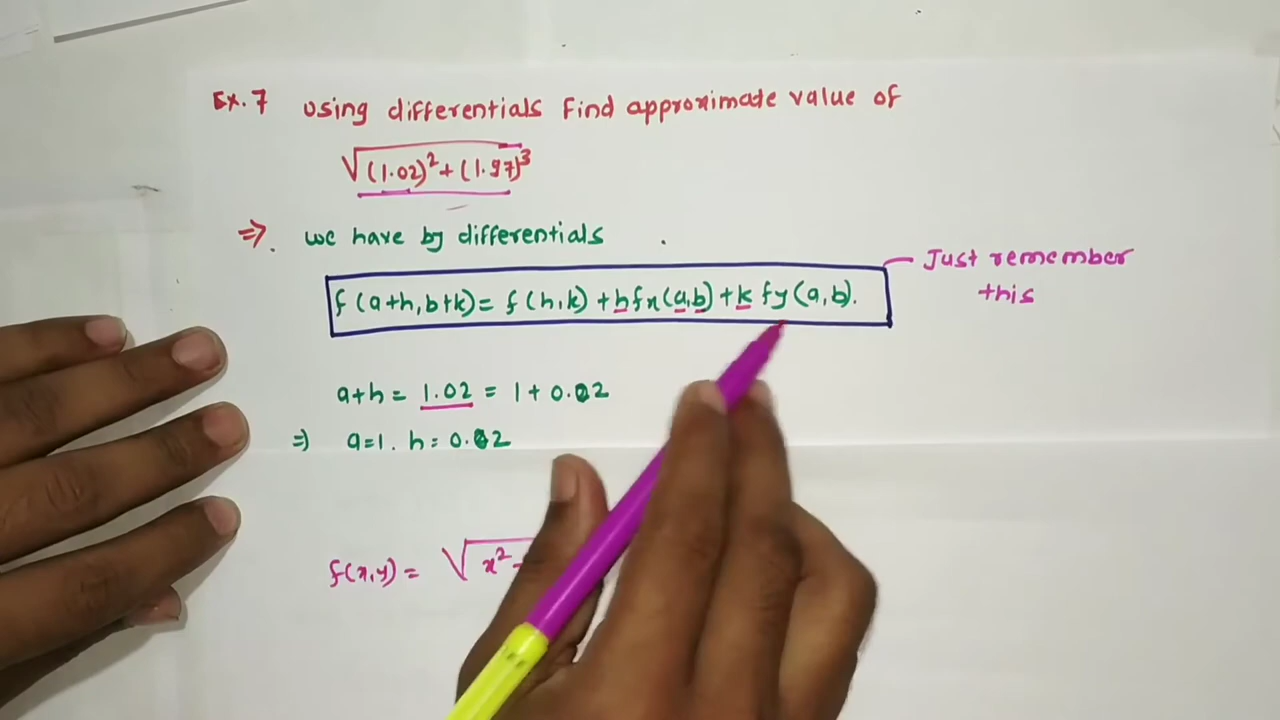 Ex. 7 Using differentials Find approximate value of
√(1.02)² + (1.97)³
⇒ we have by differentials
f(a+h, b+k) = f(h,k) + h fx(a,b) + k fy(a,b).
Just remember
this
a+h = 1.02 = 1 + 0.02
⇒) a=1. h = 0.02
f(x,y) = √x²